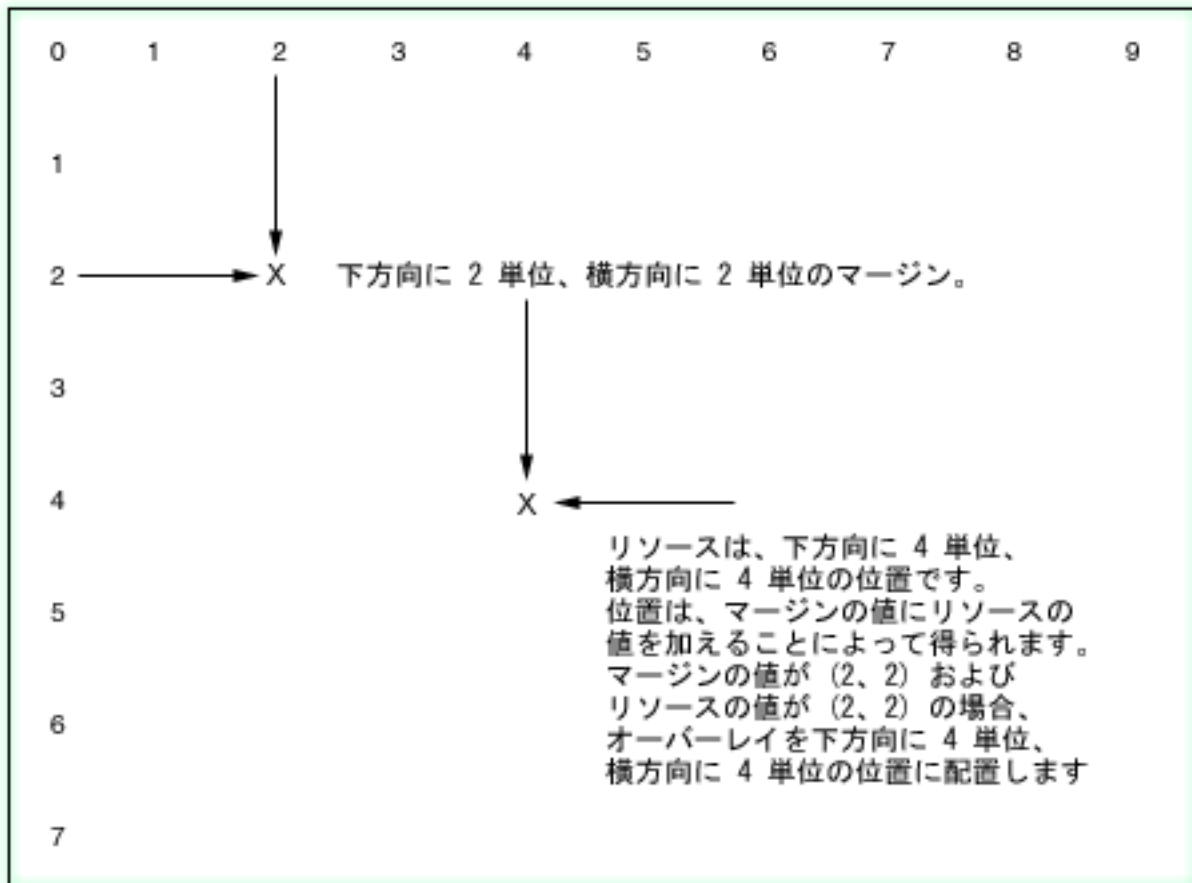 0 1 2 3 4 5 6 7 8 9
1
2 X 下方向に 2 単位、横方向に 2 単位のマージン。
3
4 X
リソースは、下方向に 4 単位、
横方向に 4 単位の位置です。
5 位置は、マージンの値にリソースの
値を加えることによって得られます。
マージンの値が (2、2) および
6 リソースの値が (2、2) の場合、
オーバーレイを下方向に 4 単位、
横方向に 4 単位の位置に配置します
7